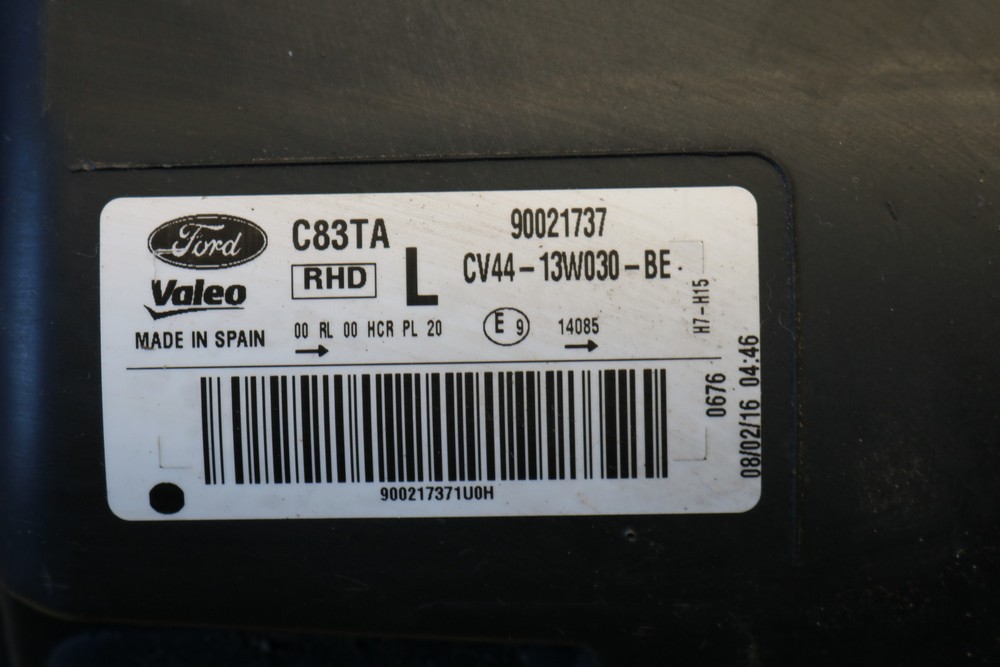 Ford
Valeo
MADE IN SPAIN
C83TA
RHD
L
90021737
CV44-13W030-BE
00 RL 00 HCR PL 20
E 9
14085
H7-H15
0676
08/02/16 04:46
900217371U0H